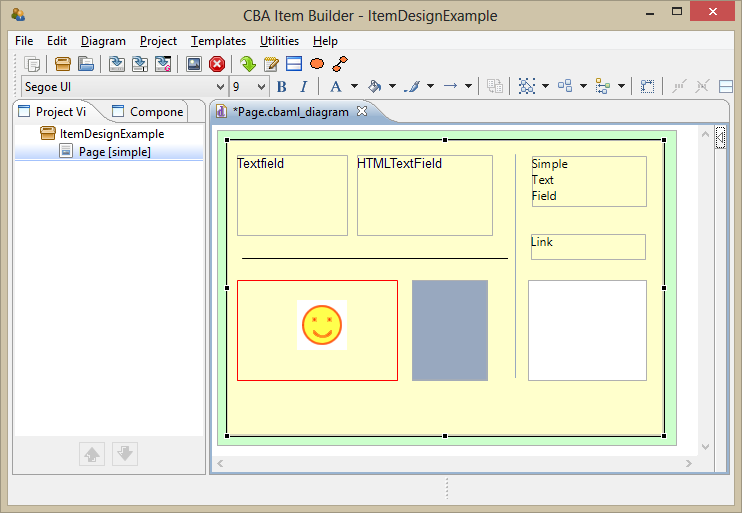 CBA Item Builder - ItemDesignExample
File Edit Diagram Project Templates Utilities Help
Segoe UI 9 B I A
Project Vi Compone *Page.cbaml_diagram
ItemDesignExample
Page [simple]
Textfield HTMLTextField
Simple
Text
Field
Link